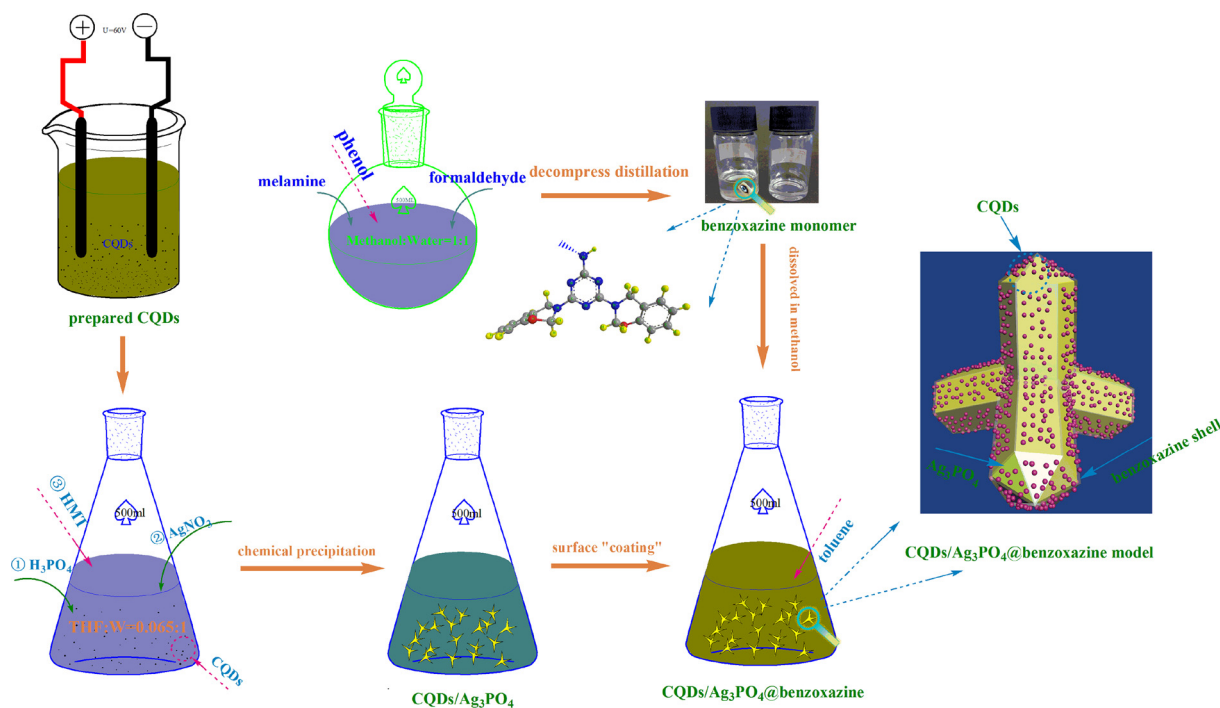 U=60V
CQDs
prepared CQDs
phenol
melamine
formaldehyde
500ML
Methanol:Water=1:1
decompress distillation
benzoxazine monomer
dissolved in methanol
CQDs
Ag₃PO₄
benzoxazine shell
CQDs/Ag₃PO₄@benzoxazine model
③ HMT
② AgNO₃
① H₃PO₄
500ml
THF:W=0.065:1
CQDs
chemical precipitation
500ml
CQDs/Ag₃PO₄
surface "coating"
500ml
toluene
CQDs/Ag₃PO₄@benzoxazine